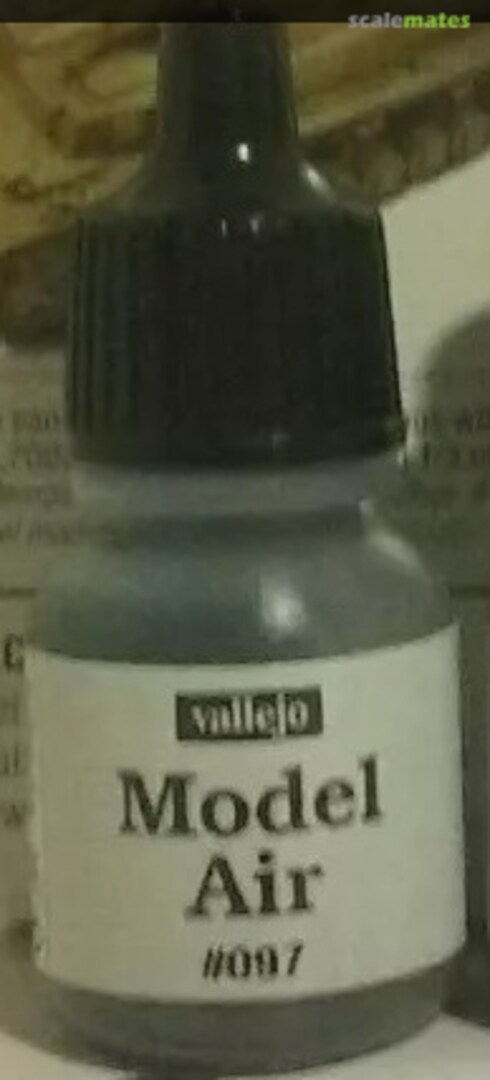 scalemates
vallejo
Model
Air
#097